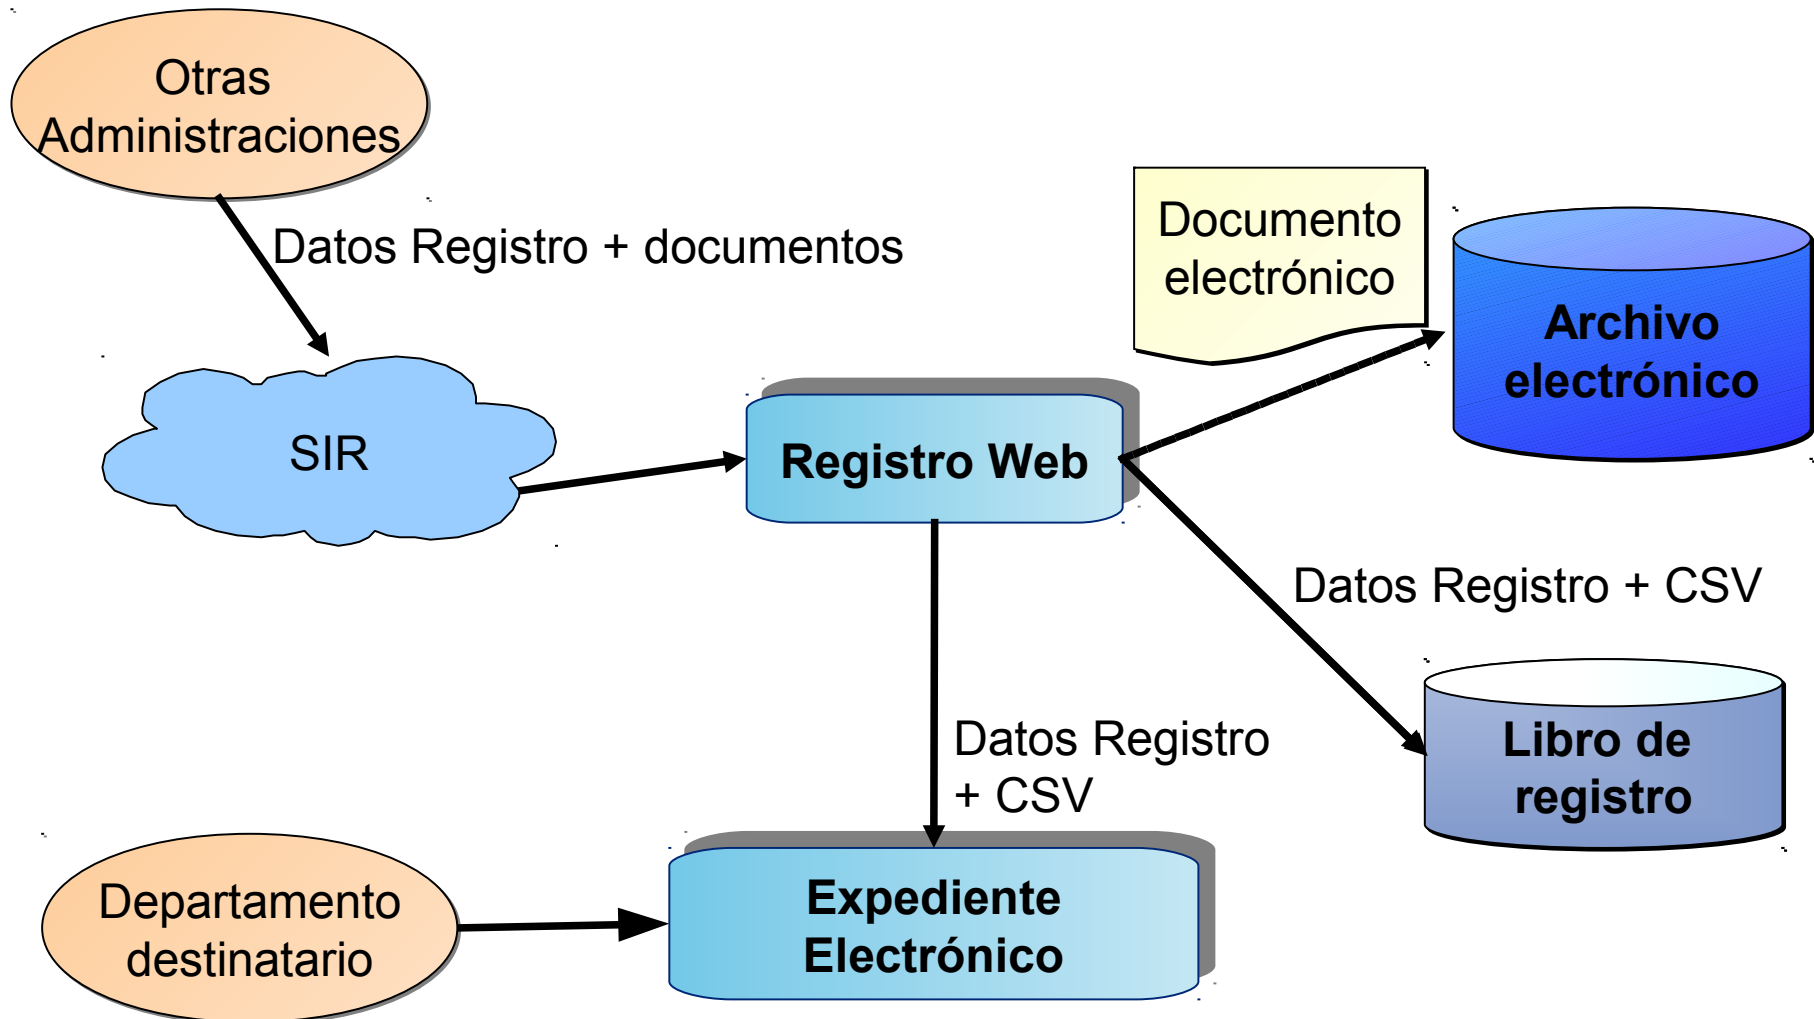 Otras
Administraciones
Datos Registro + documentos
Documento
electrónico
Archivo
electrónico
SIR
Registro Web
Datos Registro + CSV
Datos Registro
+ CSV
Libro de
registro
Departamento
destinatario
Expediente
Electrónico